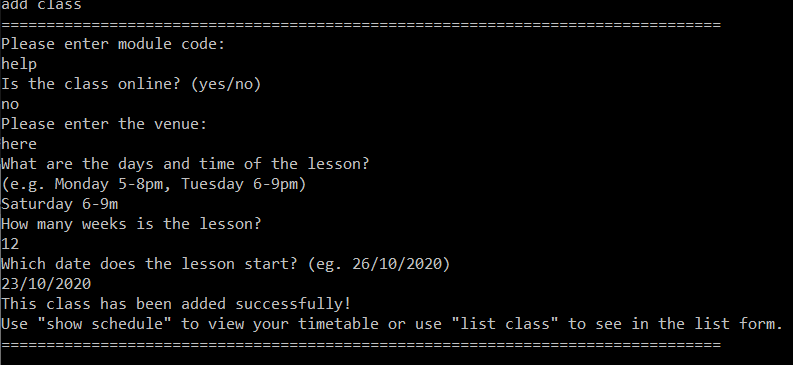 add class
================================================================================
Please enter module code:
help
Is the class online? (yes/no)
no
Please enter the venue:
here
What are the days and time of the lesson?
(e.g. Monday 5-8pm, Tuesday 6-9pm)
Saturday 6-9m
How many weeks is the lesson?
12
Which date does the lesson start? (eg. 26/10/2020)
23/10/2020
This class has been added successfully!
Use "show schedule" to view your timetable or use "list class" to see in the list form.
================================================================================